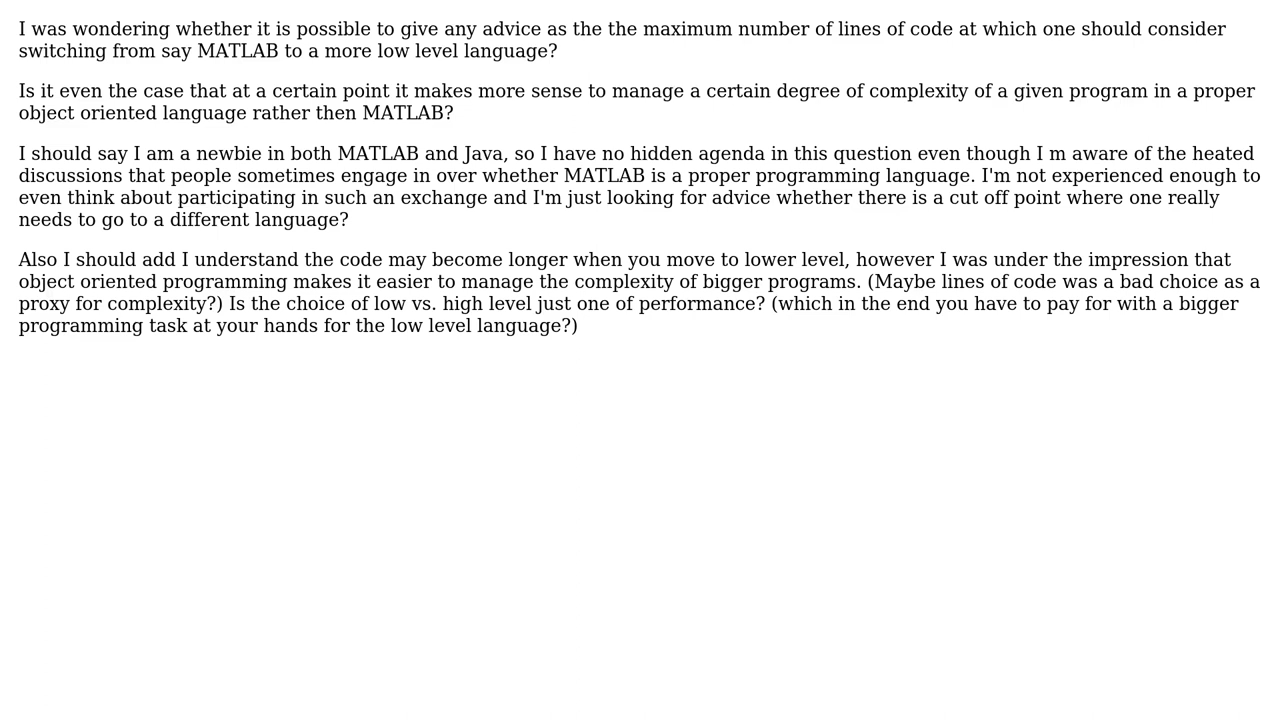 I was wondering whether it is possible to give any advice as the the maximum number of lines of code at which one should consider
switching from say MATLAB to a more low level language?
Is it even the case that at a certain point it makes more sense to manage a certain degree of complexity of a given program in a proper
object oriented language rather then MATLAB?
I should say I am a newbie in both MATLAB and Java, so I have no hidden agenda in this question even though I m aware of the heated
discussions that people sometimes engage in over whether MATLAB is a proper programming language. I'm not experienced enough to
even think about participating in such an exchange and I'm just looking for advice whether there is a cut off point where one really
needs to go to a different language?
Also I should add I understand the code may become longer when you move to lower level, however I was under the impression that
object oriented programming makes it easier to manage the complexity of bigger programs. (Maybe lines of code was a bad choice as a
proxy for complexity?) Is the choice of low vs. high level just one of performance? (which in the end you have to pay for with a bigger
programming task at your hands for the low level language?)